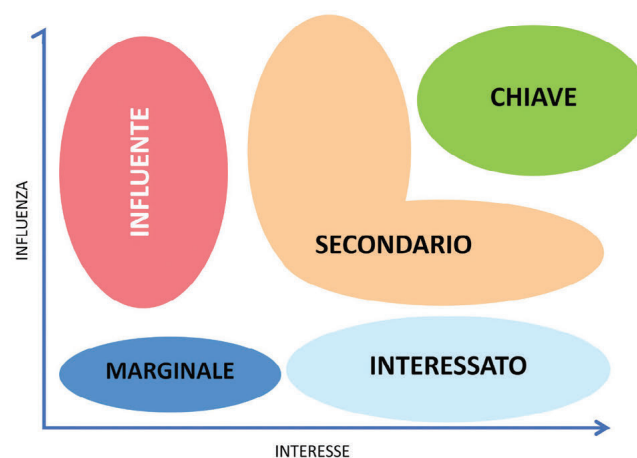 CHIAVE
INFLUENTE
SECONDARIO
INFLUENZA
MARGINALE
INTERESSATO
INTERESSE